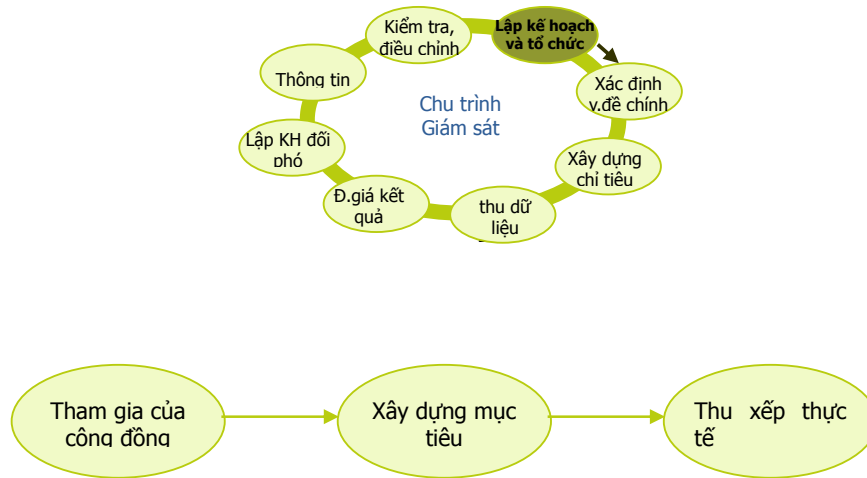 Lập kế hoạch
và tổ chức
Xác định
v.đề chính
Xây dựng
chỉ tiêu
thu dữ
liệu
Đ.giá kết
quả
Lập KH đối
phó
Thông tin
Kiểm tra,
điều chỉnh
Chu trình
Giám sát
Tham gia của
công đồng
Xây dựng mục
tiêu
Thu xếp thực
tế